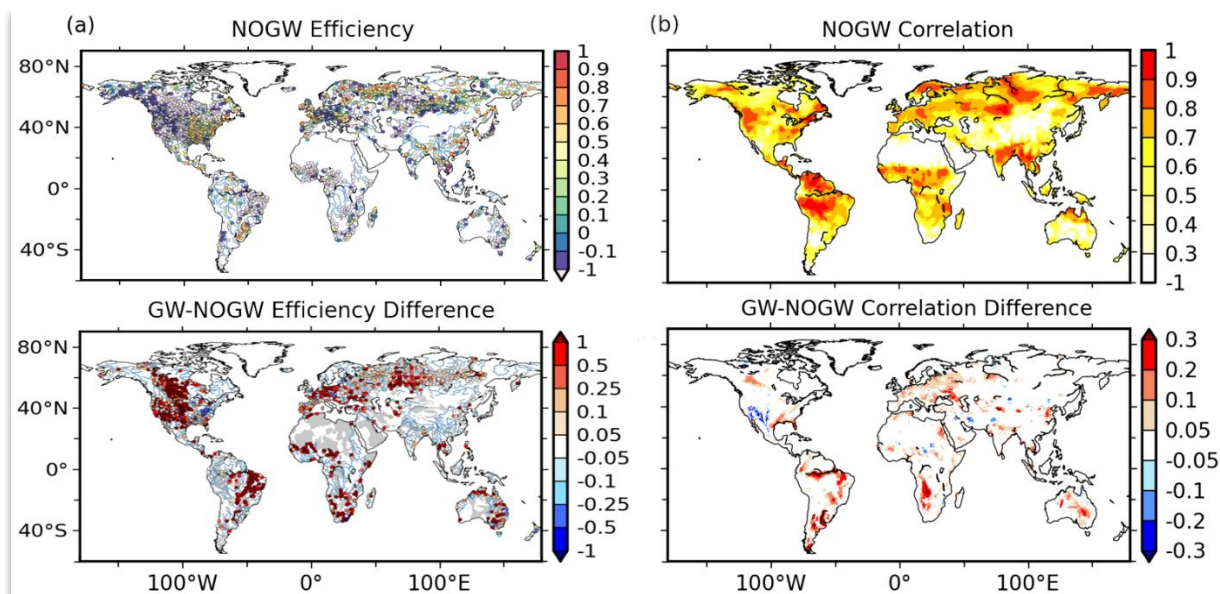 (a)
NOGW Efficiency
80°N
40°N
0°
40°S
1
0.9
0.8
0.7
0.6
0.5
0.4
0.3
0.2
0.1
0
-0.1
-1
(b)
NOGW Correlation
1
0.9
0.8
0.7
0.6
0.5
0.4
0.3
-1
GW-NOGW Efficiency Difference
80°N
40°N
0°
40°S
100°W
0°
100°E
1
0.5
0.25
0.1
0.05
-0.05
-0.1
-0.25
-0.5
-1
GW-NOGW Correlation Difference
100°W
0°
100°E
0.3
0.2
0.1
0.05
-0.05
-0.1
-0.2
-0.3